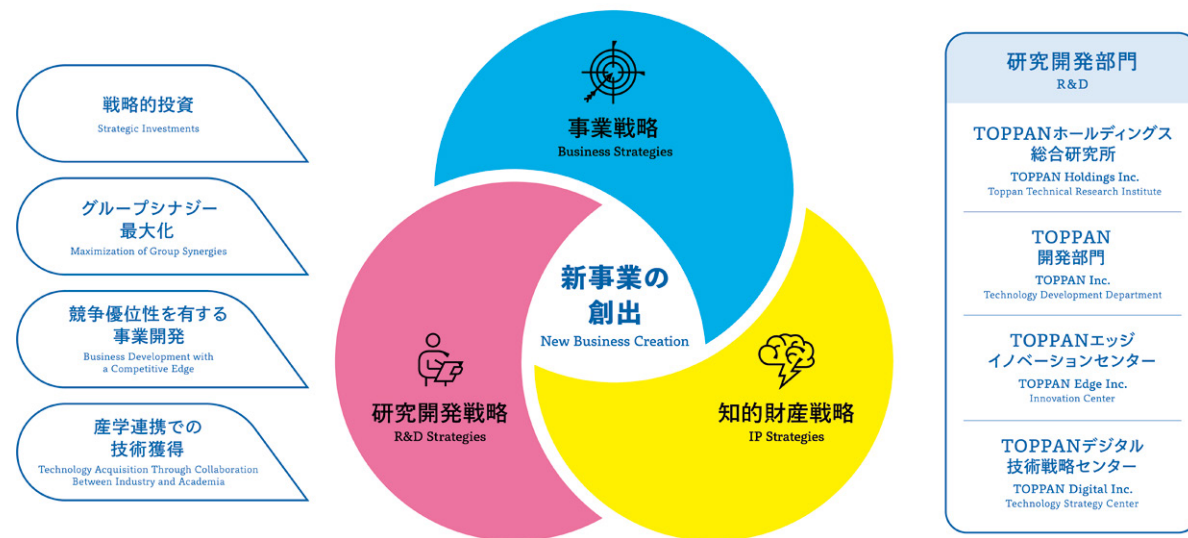 戦略的投資
Strategic Investments
グループシナジー
最大化
Maximization of Group Synergies
競争優位性を有する
事業開発
Business Development with
a Competitive Edge
産学連携での
技術獲得
Technology Acquisition Through Collaboration
Between Industry and Academia
事業戦略
Business Strategies
新事業の
創出
New Business Creation
研究開発戦略
R&D Strategies
知的財産戦略
IP Strategies
研究開発部門
R&D
TOPPANホールディングス
総合研究所
TOPPAN Holdings Inc.
Toppan Technical Research Institute
TOPPAN
開発部門
TOPPAN Inc.
Technology Development Department
TOPPANエッジ
イノベーションセンター
TOPPAN Edge Inc.
Innovation Center
TOPPANデジタル
技術戦略センター
TOPPAN Digital Inc.
Technology Strategy Center